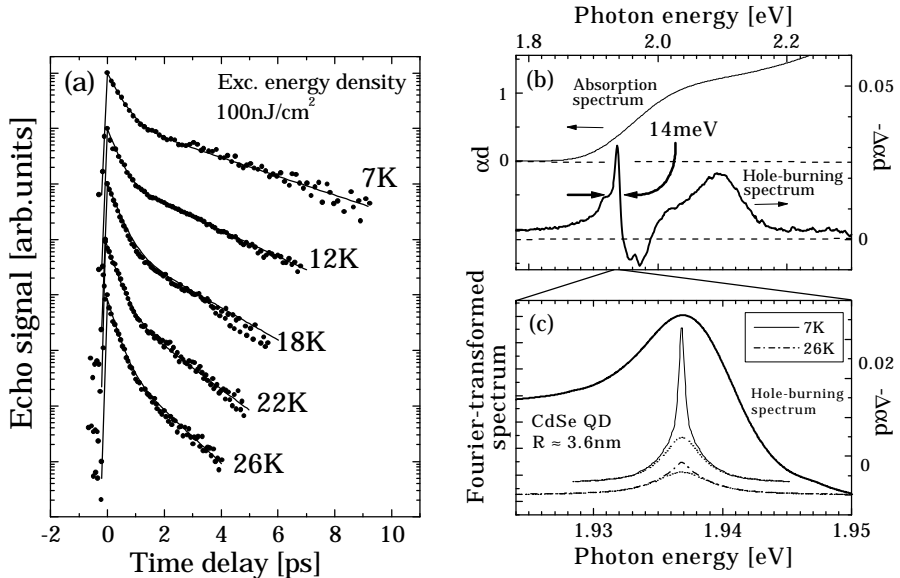 (a)
Exc. energy density
100nJ/cm²
7K
12K
18K
22K
26K
Echo signal [arb.units]
-2 0 2 4 6 8 10
Time delay [ps]
Photon energy [eV]
1.8 2.0 2.2
(b)
Absorption
spectrum
14meV
Hole-burning
spectrum
αd
1
0
0.05
0
-Δαd
(c)
7K
26K
Hole-burning
spectrum
CdSe QD
R ≈ 3.6nm
Fourier-transformed
spectrum
0.02
0
-Δαd
1.93 1.94 1.95
Photon energy [eV]